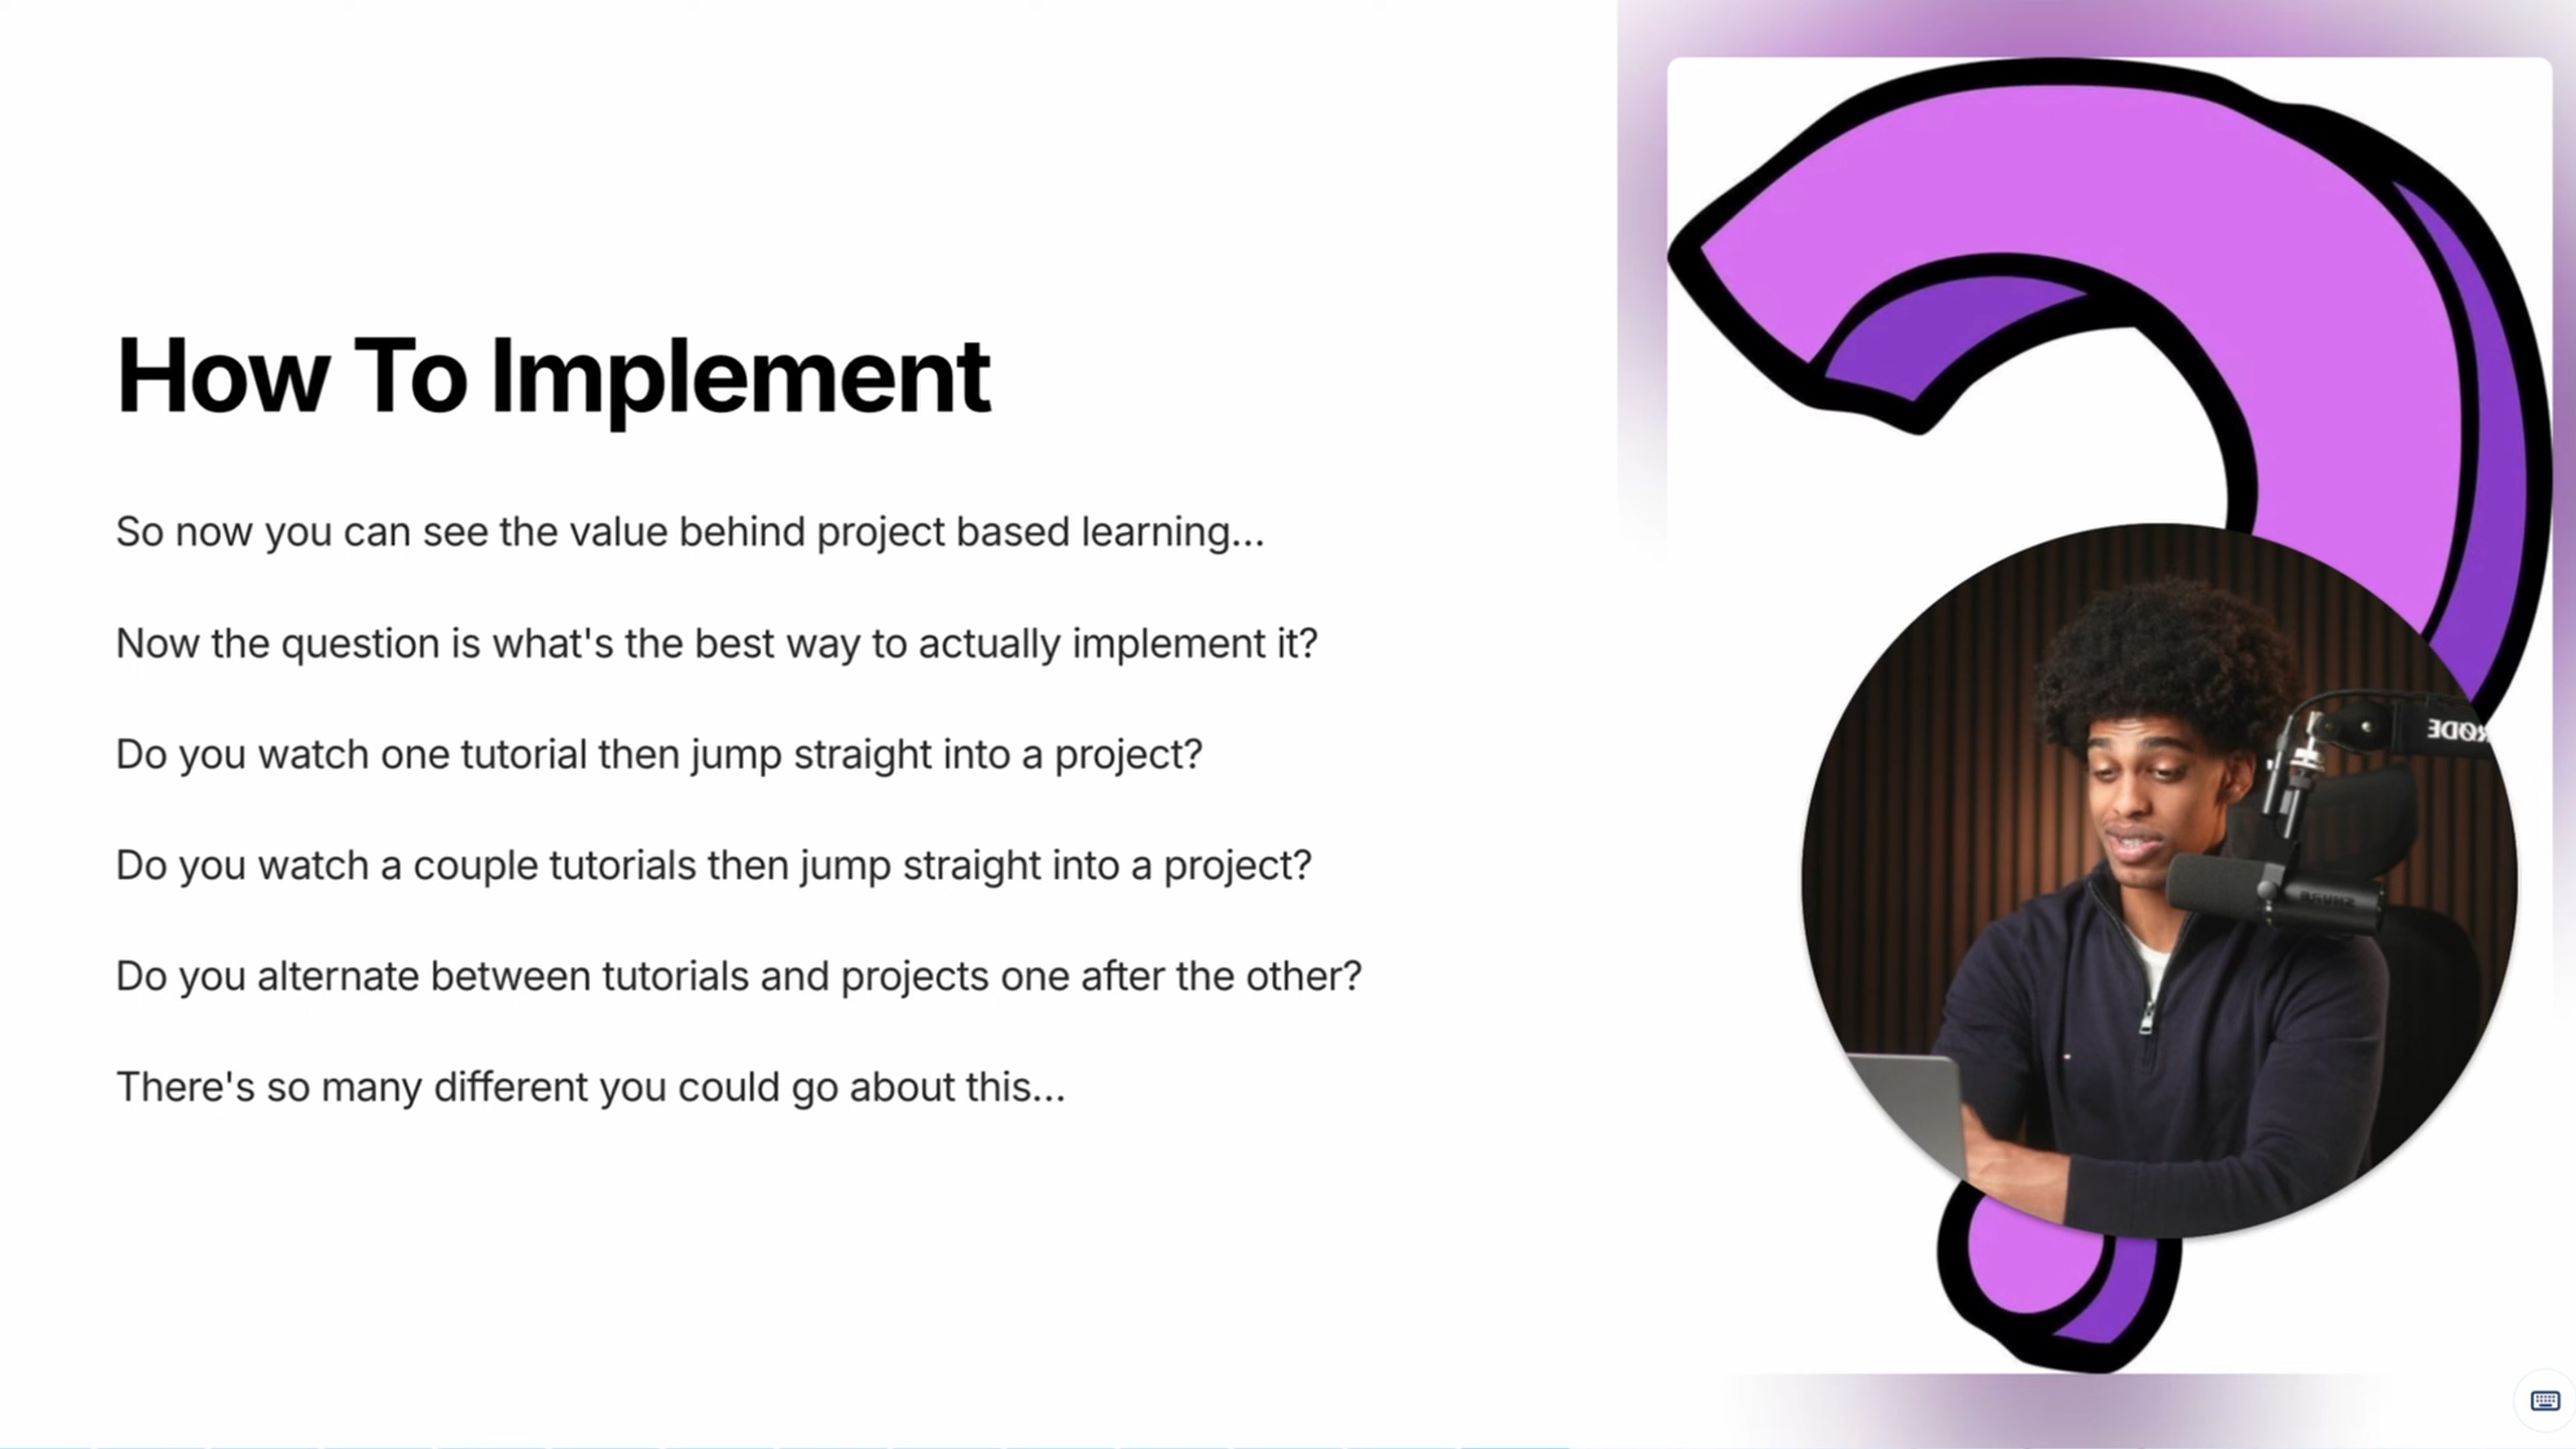 How To Implement
So now you can see the value behind project based learning...
Now the question is what's the best way to actually implement it?
Do you watch one tutorial then jump straight into a project?
Do you watch a couple tutorials then jump straight into a project?
Do you alternate between tutorials and projects one after the other?
There's so many different you could go about this...
RØDE
SHURE